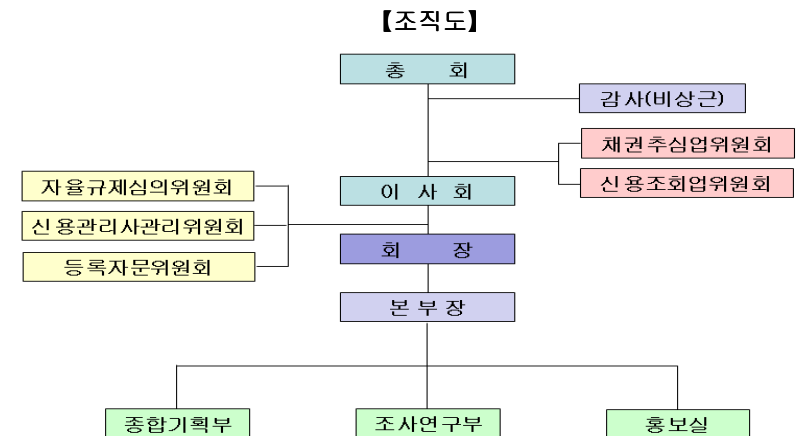 【조직도】
총 회
감사(비상근)
채권추심업위원회
자율규제심의위원회
이 사 회
신용조회업위원회
신용관리사관리위원회
회 장
등록자문위원회
본부장
종합기획부
조사연구부
홍보실